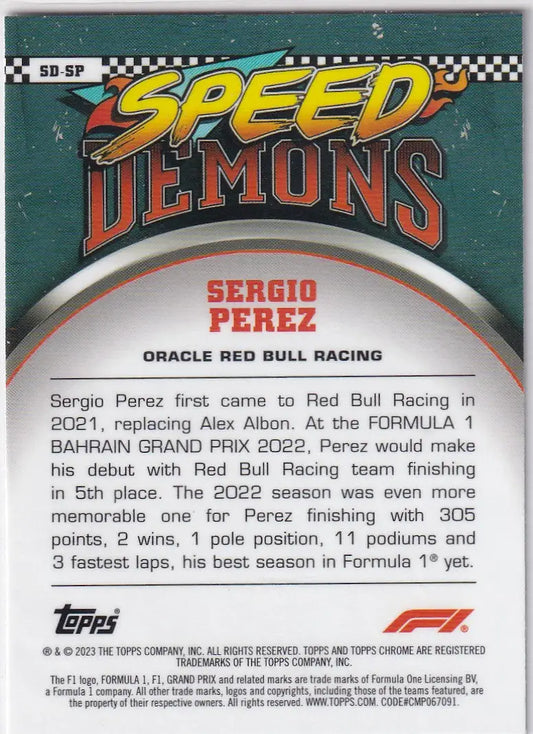 SD-SP
SPEED
DEMONS
SERGIO
PEREZ
ORACLE RED BULL RACING
Sergio Perez first came to Red Bull Racing in
2021, replacing Alex Albon. At the FORMULA 1
BAHRAIN GRAND PRIX 2022, Perez would make
his debut with Red Bull Racing team finishing
in 5th place. The 2022 season was even more
memorable one for Perez finishing with 305
points, 2 wins, 1 pole position, 11 podiums and
3 fastest laps, his best season in Formula 1® yet.
Topps® F1®
® & © 2023 THE TOPPS COMPANY, INC. ALL RIGHTS RESERVED. TOPPS AND TOPPS CHROME ARE REGISTERED
TRADEMARKS OF THE TOPPS COMPANY, INC.
The F1 logo, FORMULA 1, F1, GRAND PRIX and related marks are trade marks of Formula One Licensing BV,
a Formula 1 company. All other trade marks, logos and copyrights, including those of the teams featured, are
the property of their respective owners. All rights reserved. WWW.TOPPS.COM. CODE#CMP067091.